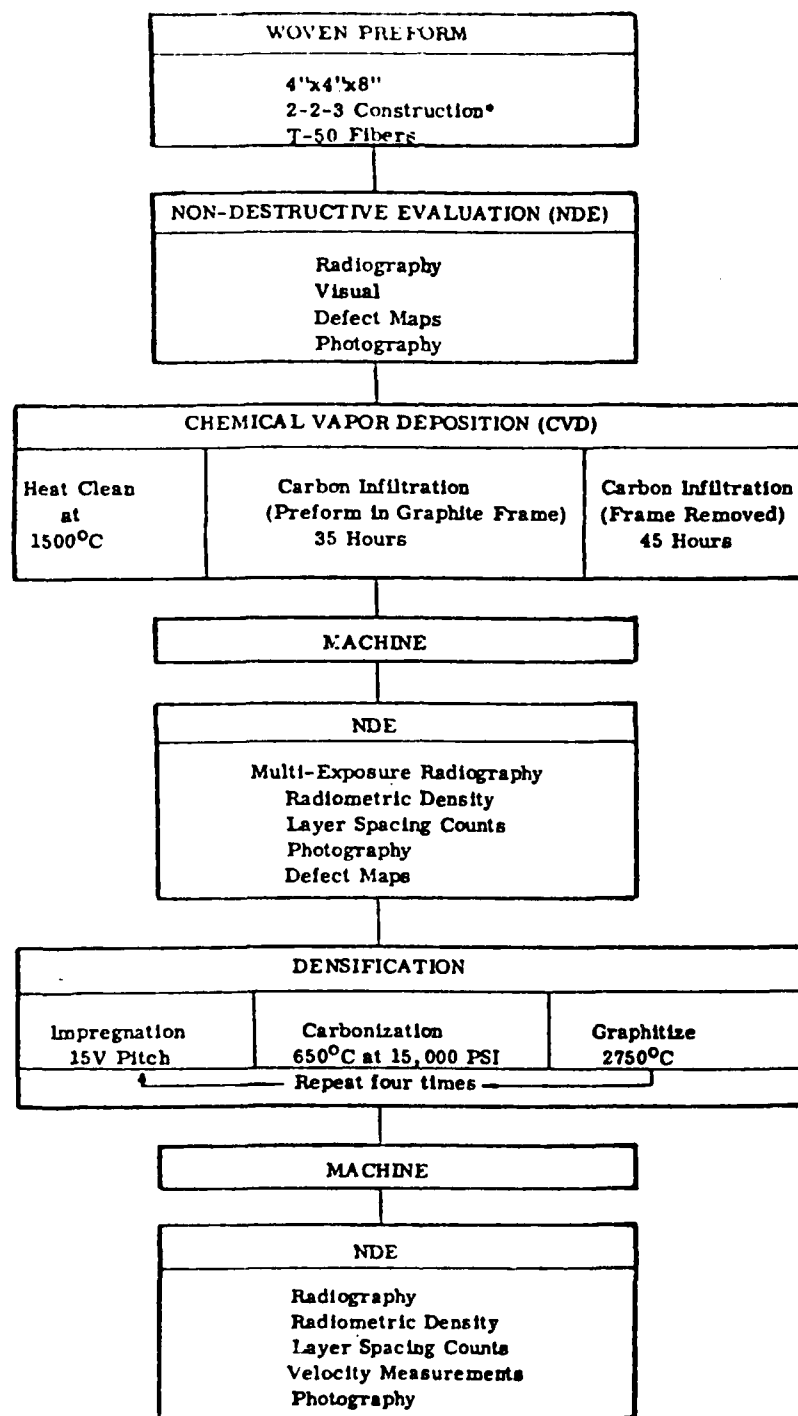 WOVEN PREFORM
4"x4"x8"
2-2-3 Construction*
T-50 Fibers
NON-DESTRUCTIVE EVALUATION (NDE)
Radiography
Visual
Defect Maps
Photography
CHEMICAL VAPOR DEPOSITION (CVD)
Heat Clean
at
1500°C
Carbon Infiltration
(Preform in Graphite Frame)
35 Hours
Carbon Infiltration
(Frame Removed)
45 Hours
MACHINE
NDE
Multi-Exposure Radiography
Radiometric Density
Layer Spacing Counts
Photography
Defect Maps
DENSIFICATION
Impregnation
15V Pitch
Carbonization
650°C at 15,000 PSI
Graphitize
2750°C
Repeat four times
MACHINE
NDE
Radiography
Radiometric Density
Layer Spacing Counts
Velocity Measurements
Photography